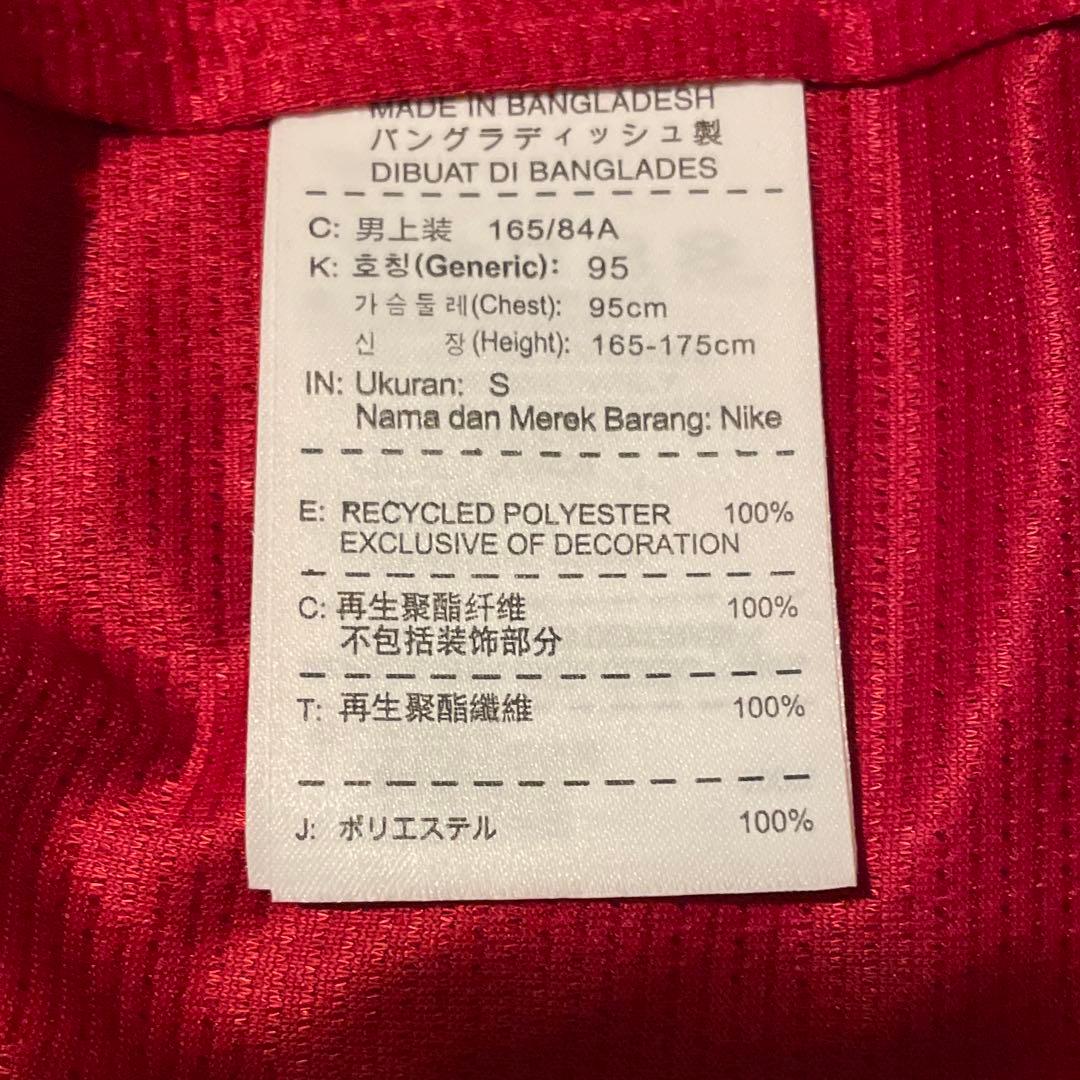 MADE IN BANGLADESH
バングラディッシュ製
DIBUAT DI BANGLADES
C: 男上装 165/84A
K: 호칭(Generic): 95
가슴둘레(Chest): 95cm
신 장(Height): 165-175cm
IN: Ukuran: S
Nama dan Merek Barang: Nike
E: RECYCLED POLYESTER 100%
EXCLUSIVE OF DECORATION
C: 再生聚酯纤维 100%
不包括装饰部分
T: 再生聚酯纖維 100%
J: ポリエステル 100%